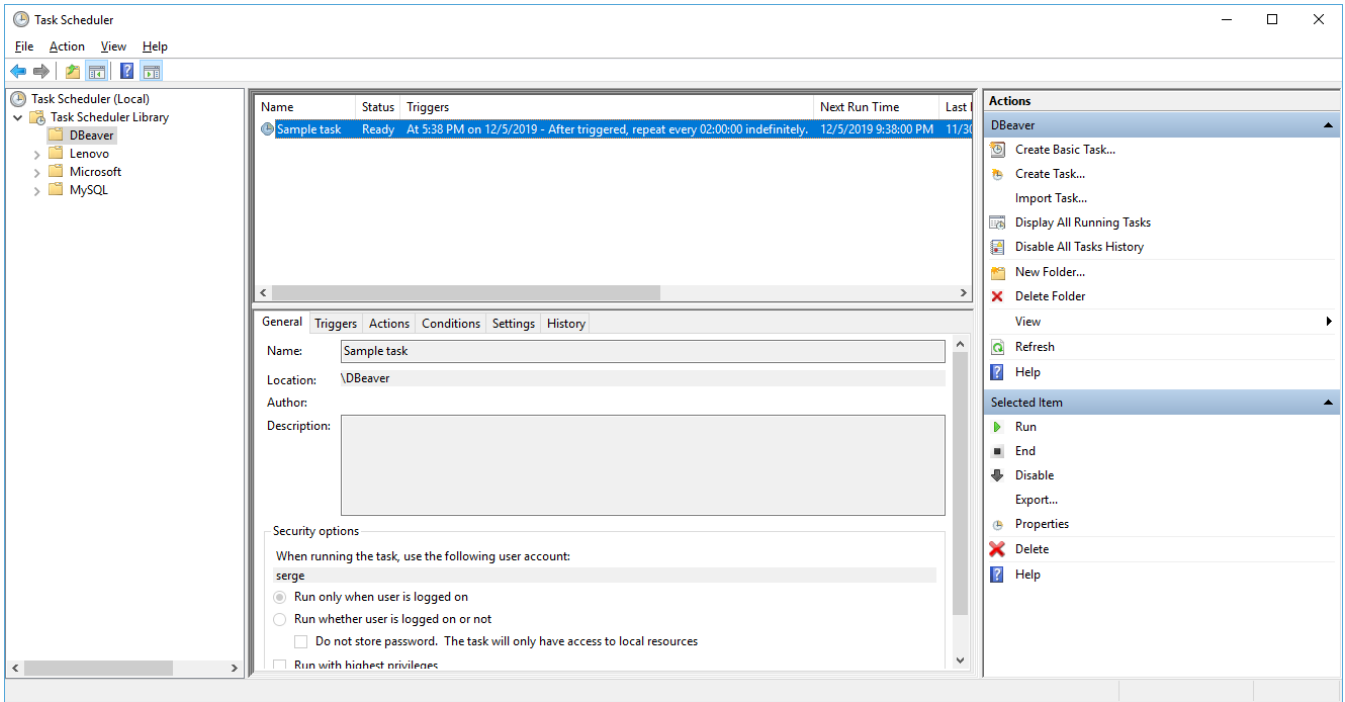 Task Scheduler
File Action View Help
Task Scheduler (Local)
Task Scheduler Library
DBeaver
Lenovo
Microsoft
MySQL
Name Status Triggers Next Run Time Last
Sample task Ready At 5:38 PM on 12/5/2019 - After triggered, repeat every 02:00:00 indefinitely. 12/5/2019 9:38:00 PM 11/30
General Triggers Actions Conditions Settings History
Name: Sample task
Location: \DBeaver
Author:
Description:
Security options
When running the task, use the following user account:
serge
Run only when user is logged on
Run whether user is logged on or not
Do not store password. The task will only have access to local resources
Run with highest privileges
Actions
DBeaver
Create Basic Task...
Create Task...
Import Task...
Display All Running Tasks
Disable All Tasks History
New Folder...
Delete Folder
View
Refresh
Help
Selected Item
Run
End
Disable
Export...
Properties
Delete
Help